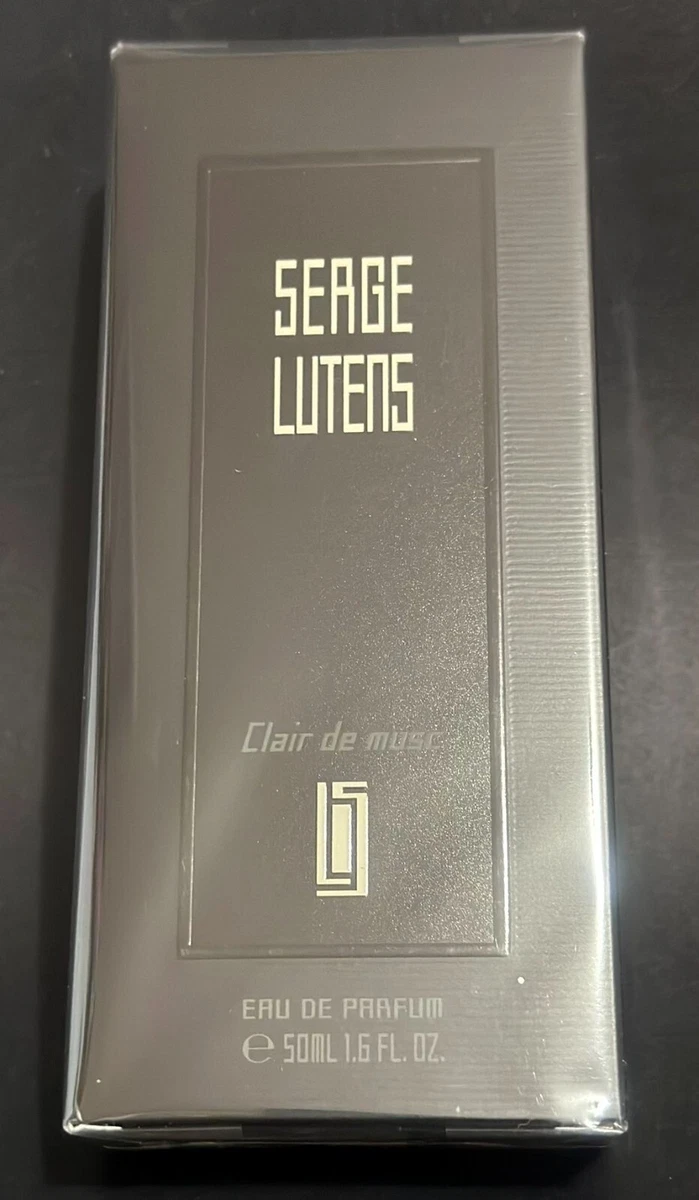 SERGE
LUTENS
Clair de musc
EAU DE PARFUM
℮ 50ML 1.6 FL. OZ.